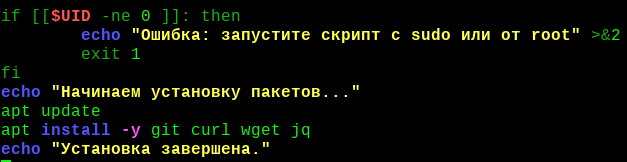 if [[$UID -ne 0 ]]: then
echo "Ошибка: запустите скрипт с sudo или от root" >&2
exit 1
fi
echo "Начинаем установку пакетов..."
apt update
apt install -y git curl wget jq
echo "Установка завершена."